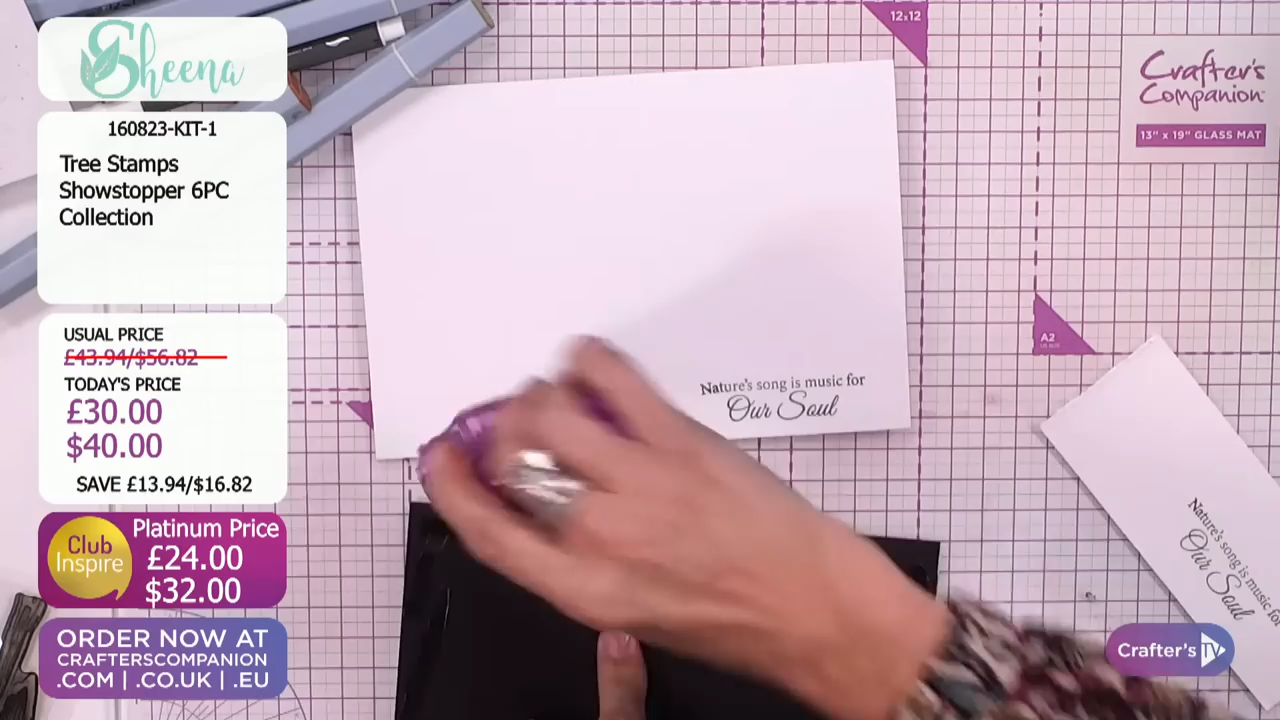 Sheena
160823-KIT-1
Tree Stamps
Showstopper 6PC
Collection
USUAL PRICE
£43.94/$56.82
TODAY'S PRICE
£30.00
$40.00
SAVE £13.94/$16.82
Club
Inspire
Platinum Price
£24.00
$32.00
ORDER NOW AT
CRAFTERSCOMPANION
.COM | .CO.UK | .EU
12x12
Crafter's
Companion
13" x 19" GLASS MAT
A2
Nature's song is music for
Our Soul
Nature's song is music for
Our Soul
Crafter's TV